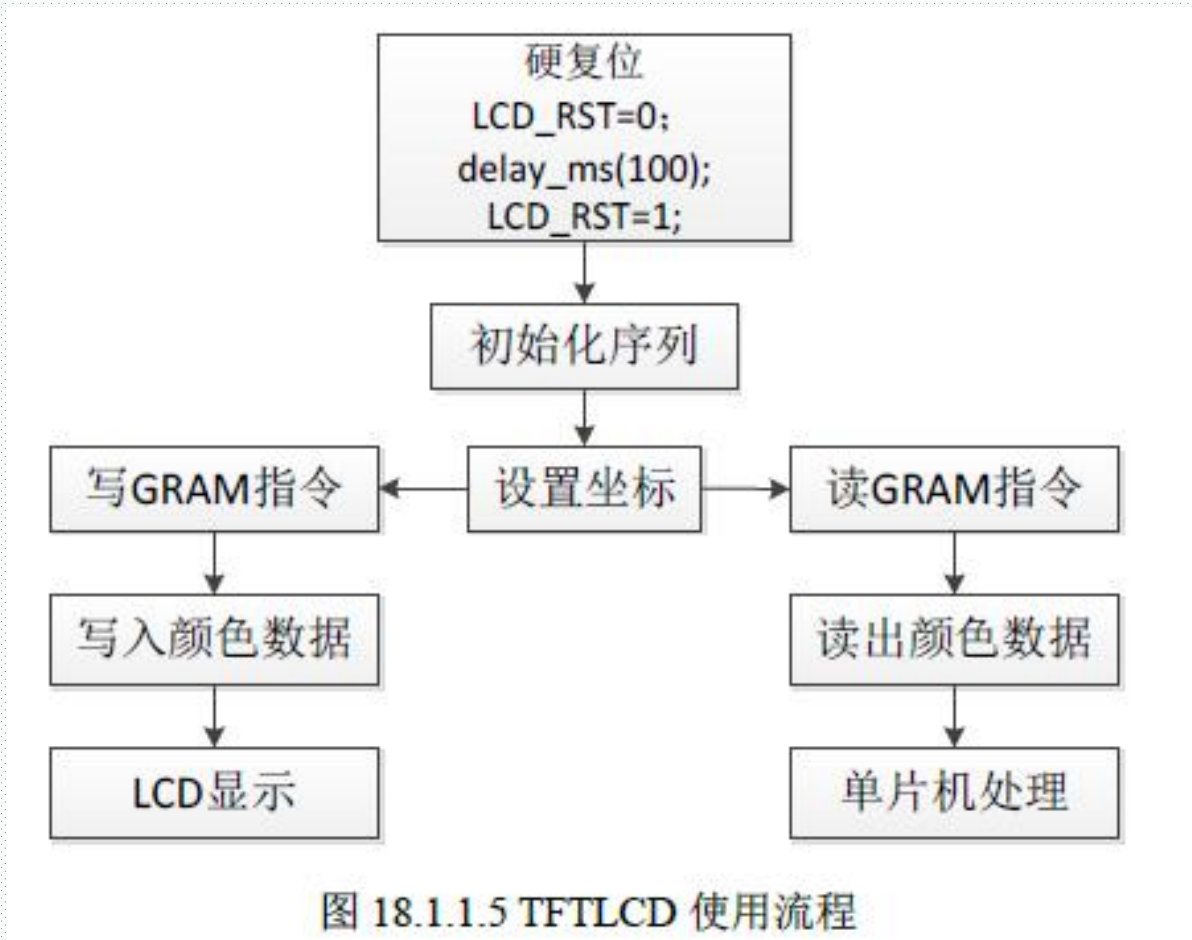 硬复位
LCD_RST=0；
delay_ms(100);
LCD_RST=1;
初始化序列
写GRAM指令
设置坐标
读GRAM指令
写入颜色数据
读出颜色数据
LCD显示
单片机处理
图 18.1.1.5 TFTLCD 使用流程